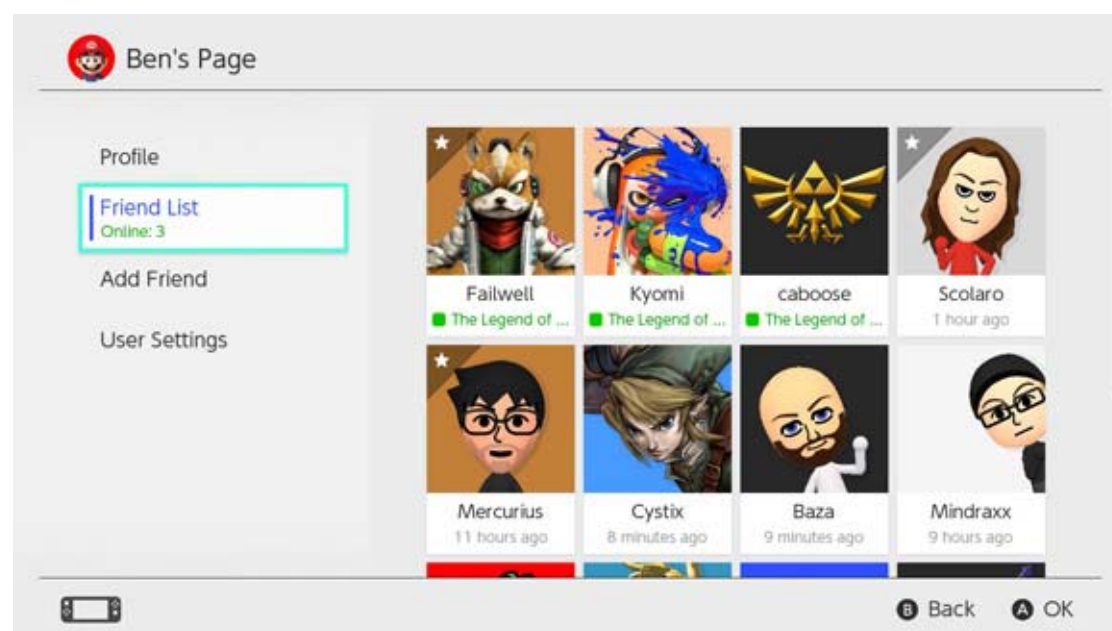 Ben's Page
Profile
Friend List
Online: 3
Add Friend
User Settings
Failwell
The Legend of ...
Kyomi
The Legend of ...
caboose
The Legend of ...
Scolaro
1 hour ago
Mercurius
11 hours ago
Cystix
8 minutes ago
Baza
9 minutes ago
Mindraxx
9 hours ago
B Back
A OK